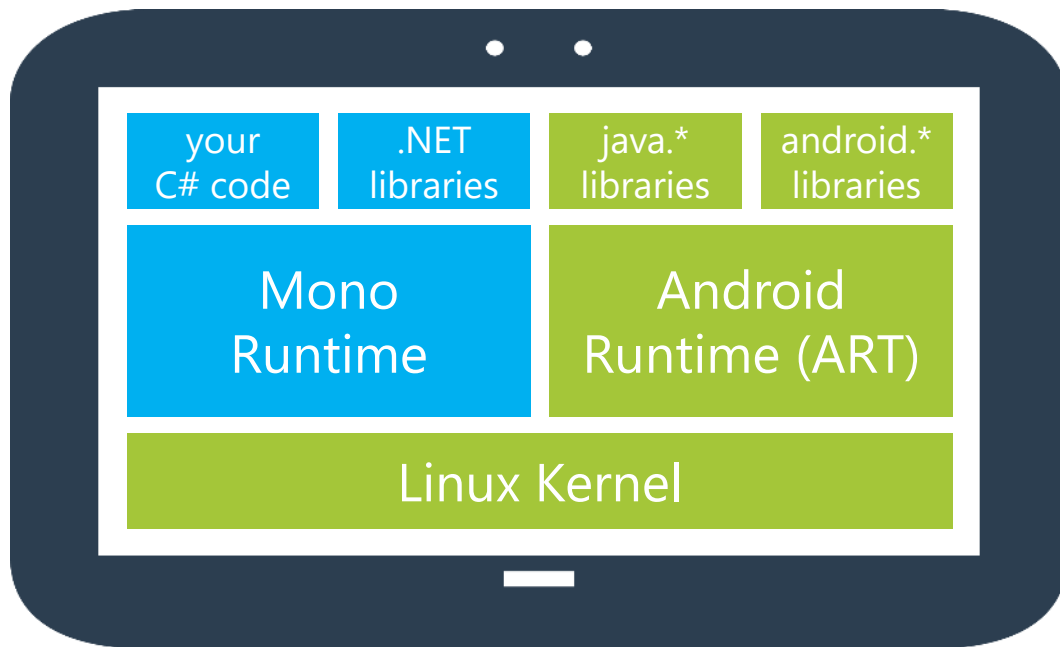 your
C# code
.NET
libraries
java.*
libraries
android.*
libraries
Mono
Runtime
Android
Runtime (ART)
Linux Kernel